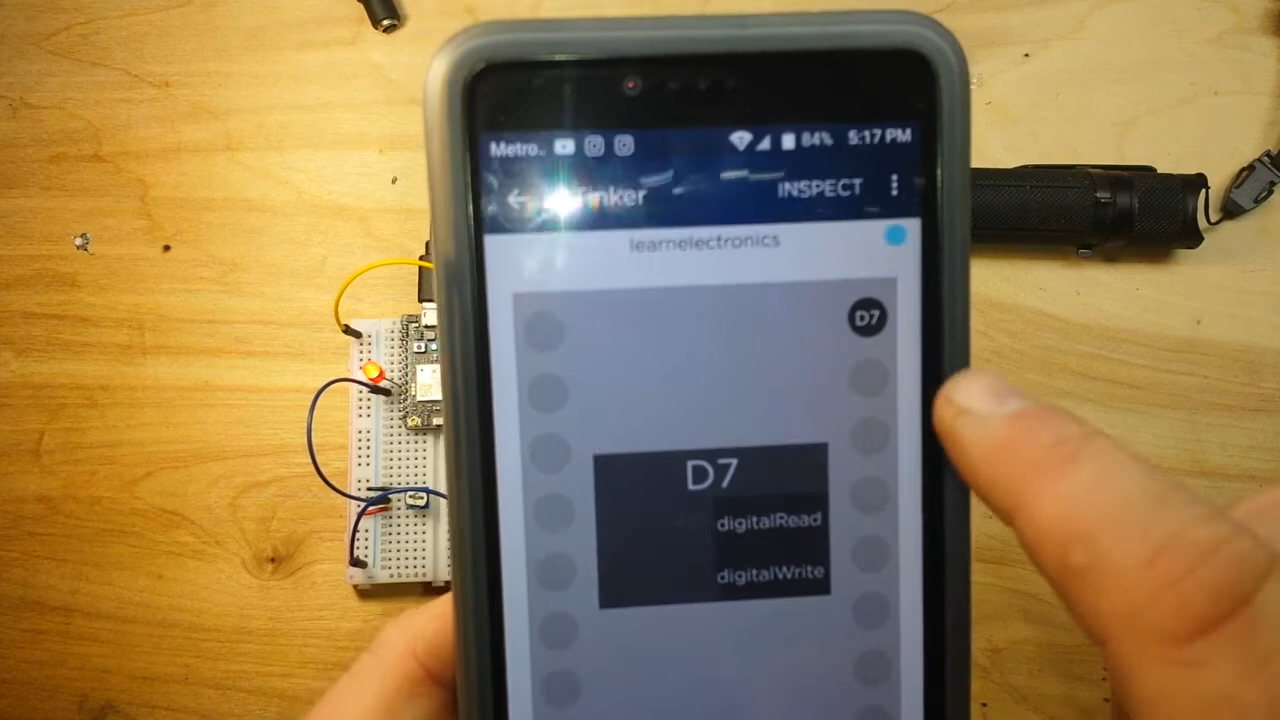 Metro.. 84% 5:17 PM
Tinker INSPECT
learnelectronics
D7
D7
digitalRead
digitalWrite